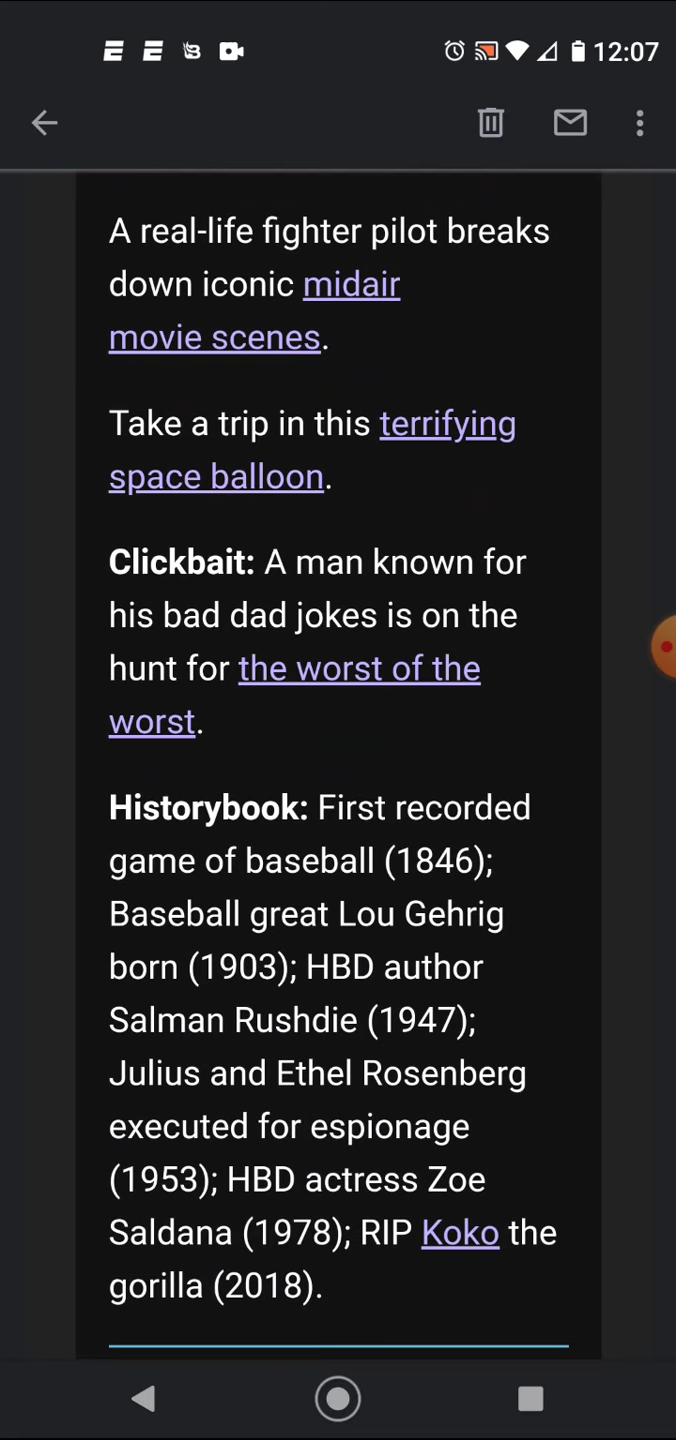 12:07
A real-life fighter pilot breaks
down iconic midair
movie scenes.
Take a trip in this terrifying
space balloon.
Clickbait: A man known for
his bad dad jokes is on the
hunt for the worst of the
worst.
Historybook: First recorded
game of baseball (1846);
Baseball great Lou Gehrig
born (1903); HBD author
Salman Rushdie (1947);
Julius and Ethel Rosenberg
executed for espionage
(1953); HBD actress Zoe
Saldana (1978); RIP Koko the
gorilla (2018).